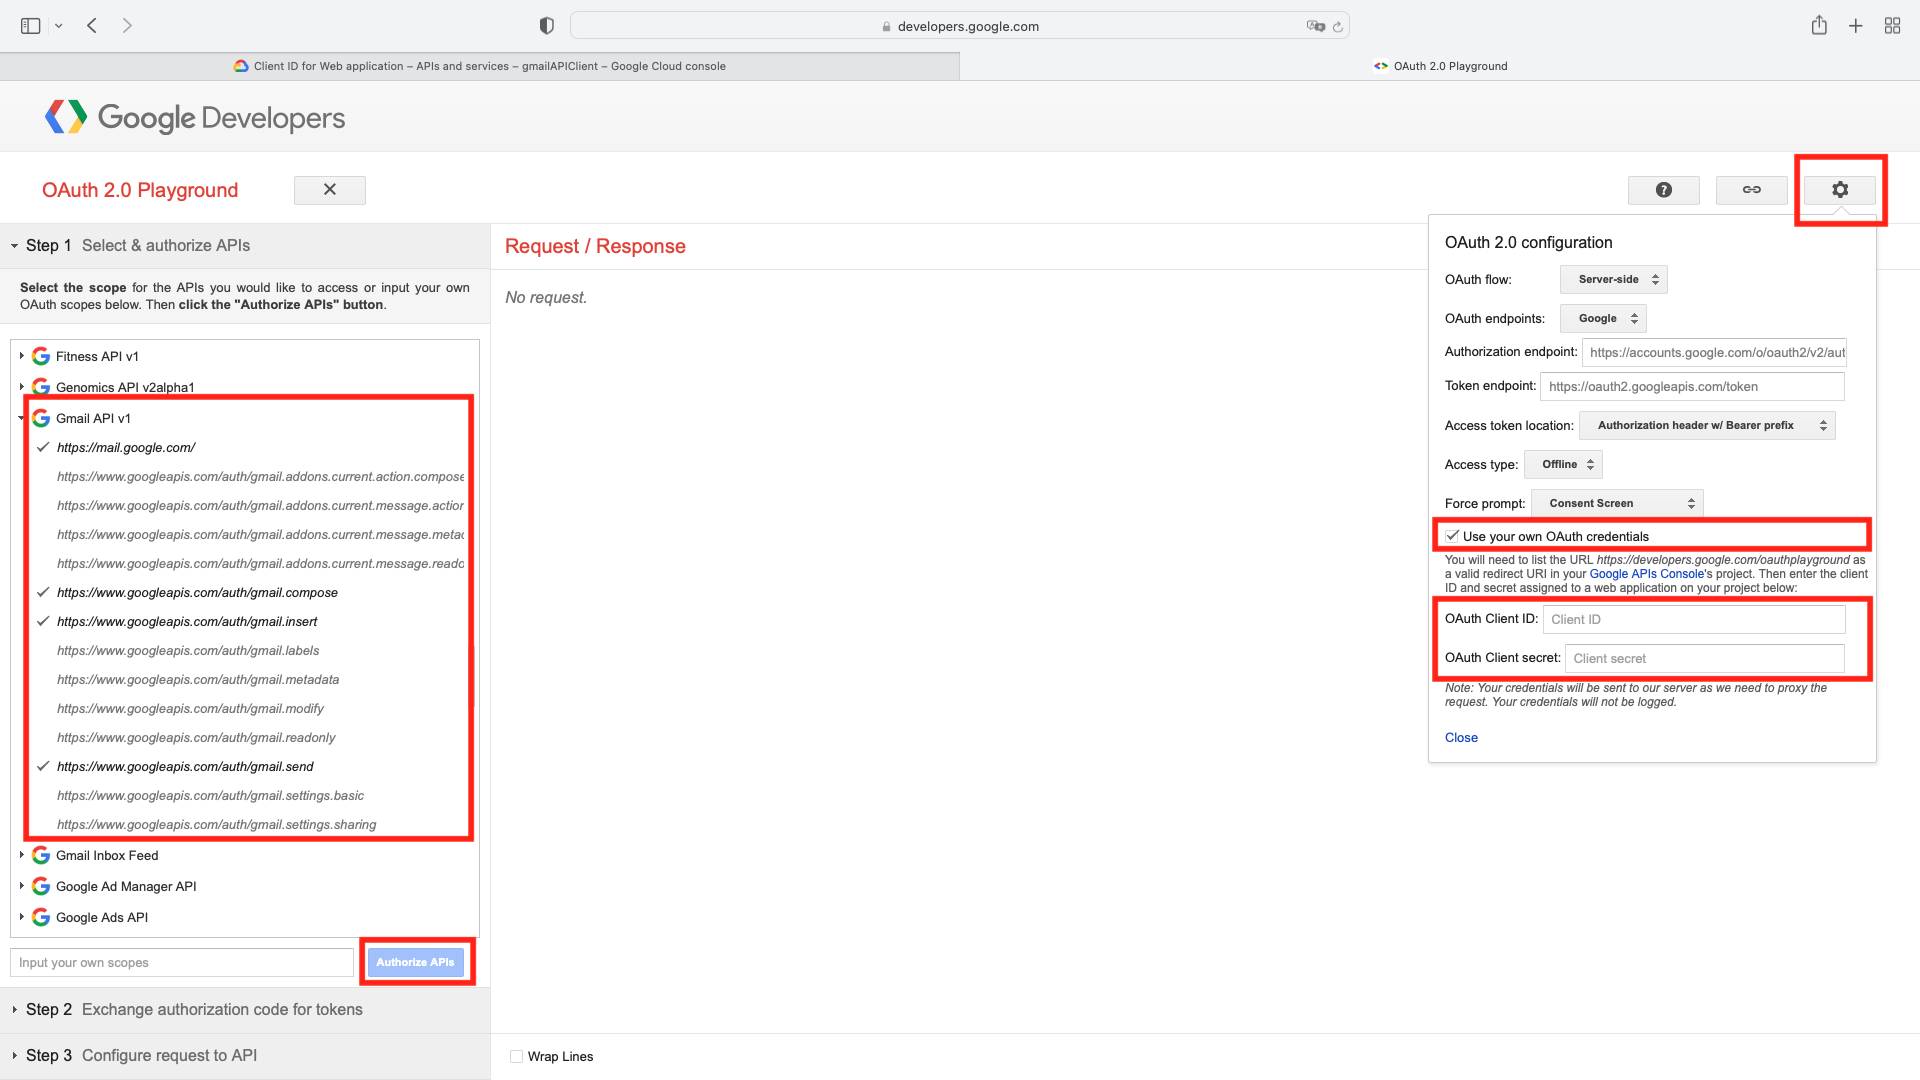 developers.google.com
Client ID for Web application – APIs and services – gmailAPIClient – Google Cloud console
OAuth 2.0 Playground
Google Developers
OAuth 2.0 Playground
Step 1 Select & authorize APIs
Select the scope for the APIs you would like to access or input your own
OAuth scopes below. Then click the "Authorize APIs" button.
Fitness API v1
Genomics API v2alpha1
Gmail API v1
https://mail.google.com/
https://www.googleapis.com/auth/gmail.addons.current.action.compose
https://www.googleapis.com/auth/gmail.addons.current.message.action
https://www.googleapis.com/auth/gmail.addons.current.message.metad
https://www.googleapis.com/auth/gmail.addons.current.message.reado
https://www.googleapis.com/auth/gmail.compose
https://www.googleapis.com/auth/gmail.insert
https://www.googleapis.com/auth/gmail.labels
https://www.googleapis.com/auth/gmail.metadata
https://www.googleapis.com/auth/gmail.modify
https://www.googleapis.com/auth/gmail.readonly
https://www.googleapis.com/auth/gmail.send
https://www.googleapis.com/auth/gmail.settings.basic
https://www.googleapis.com/auth/gmail.settings.sharing
Gmail Inbox Feed
Google Ad Manager API
Google Ads API
Input your own scopes
Authorize APIs
Step 2 Exchange authorization code for tokens
Step 3 Configure request to API
Request / Response
No request.
Wrap Lines
OAuth 2.0 configuration
OAuth flow: Server-side
OAuth endpoints: Google
Authorization endpoint: https://accounts.google.com/o/oauth2/v2/aut
Token endpoint: https://oauth2.googleapis.com/token
Access token location: Authorization header w/ Bearer prefix
Access type: Offline
Force prompt: Consent Screen
Use your own OAuth credentials
You will need to list the URL https://developers.google.com/oauthplayground as
a valid redirect URI in your Google APIs Console's project. Then enter the client
ID and secret assigned to a web application on your project below:
OAuth Client ID: Client ID
OAuth Client secret: Client secret
Note: Your credentials will be sent to our server as we need to proxy the
request. Your credentials will not be logged.
Close